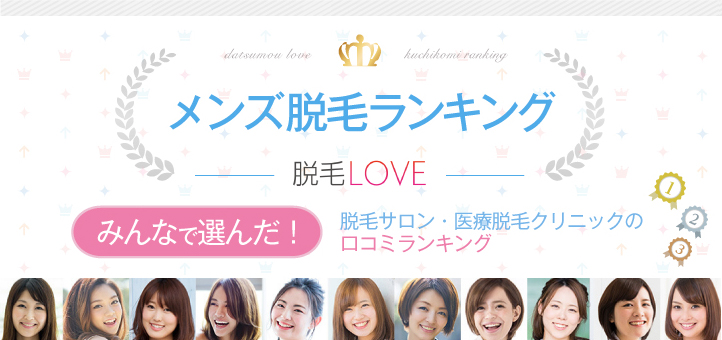 datsumou love kuchikomi ranking
メンズ脱毛ランキング
脱毛LOVE
みんなで選んだ！
脱毛サロン・医療脱毛クリニックの
口コミランキング
1
2
3